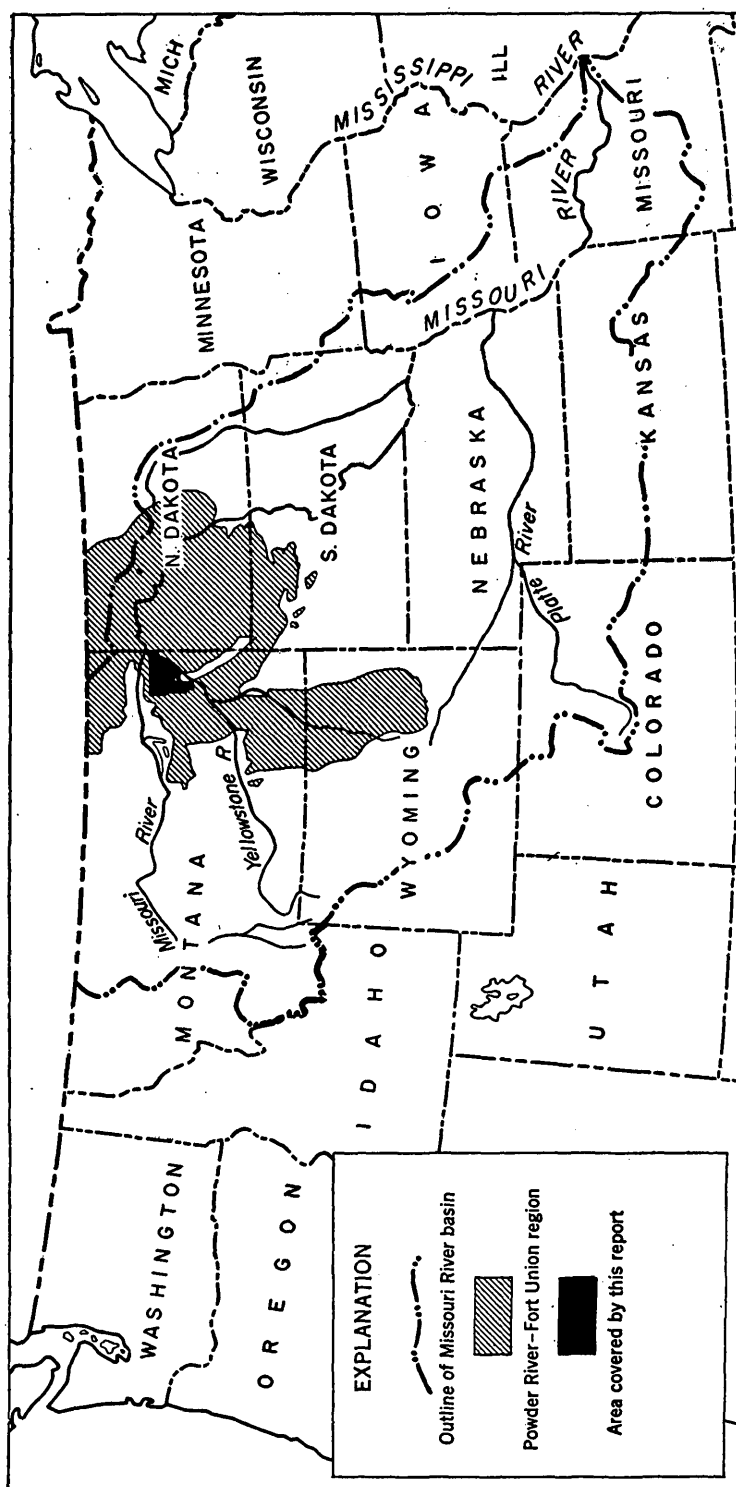 WASHINGTON
OREGON
IDAHO
MONTANA
Missouri
River
Yellowstone R
WYOMING
UTAH
COLORADO
N. DAKOTA
S. DAKOTA
NEBRASKA
Platte
River
KANSAS
MINNESOTA
WISCONSIN
MICH
IOWA
ILL
MISSISSIPPI
RIVER
MISSOURI
RIVER
MISSOURI
EXPLANATION
Outline of Missouri River basin
Powder River–Fort Union region
Area covered by this report